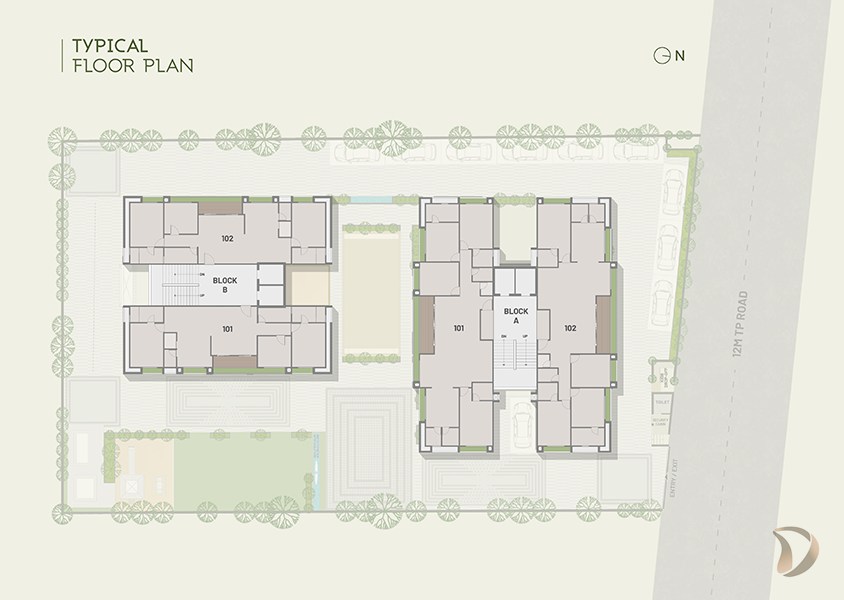 TYPICAL
FLOOR PLAN
N
102
BLOCK
B
101
101
BLOCK
A
102
12M TP ROAD
TOILET
ENTRY / EXIT